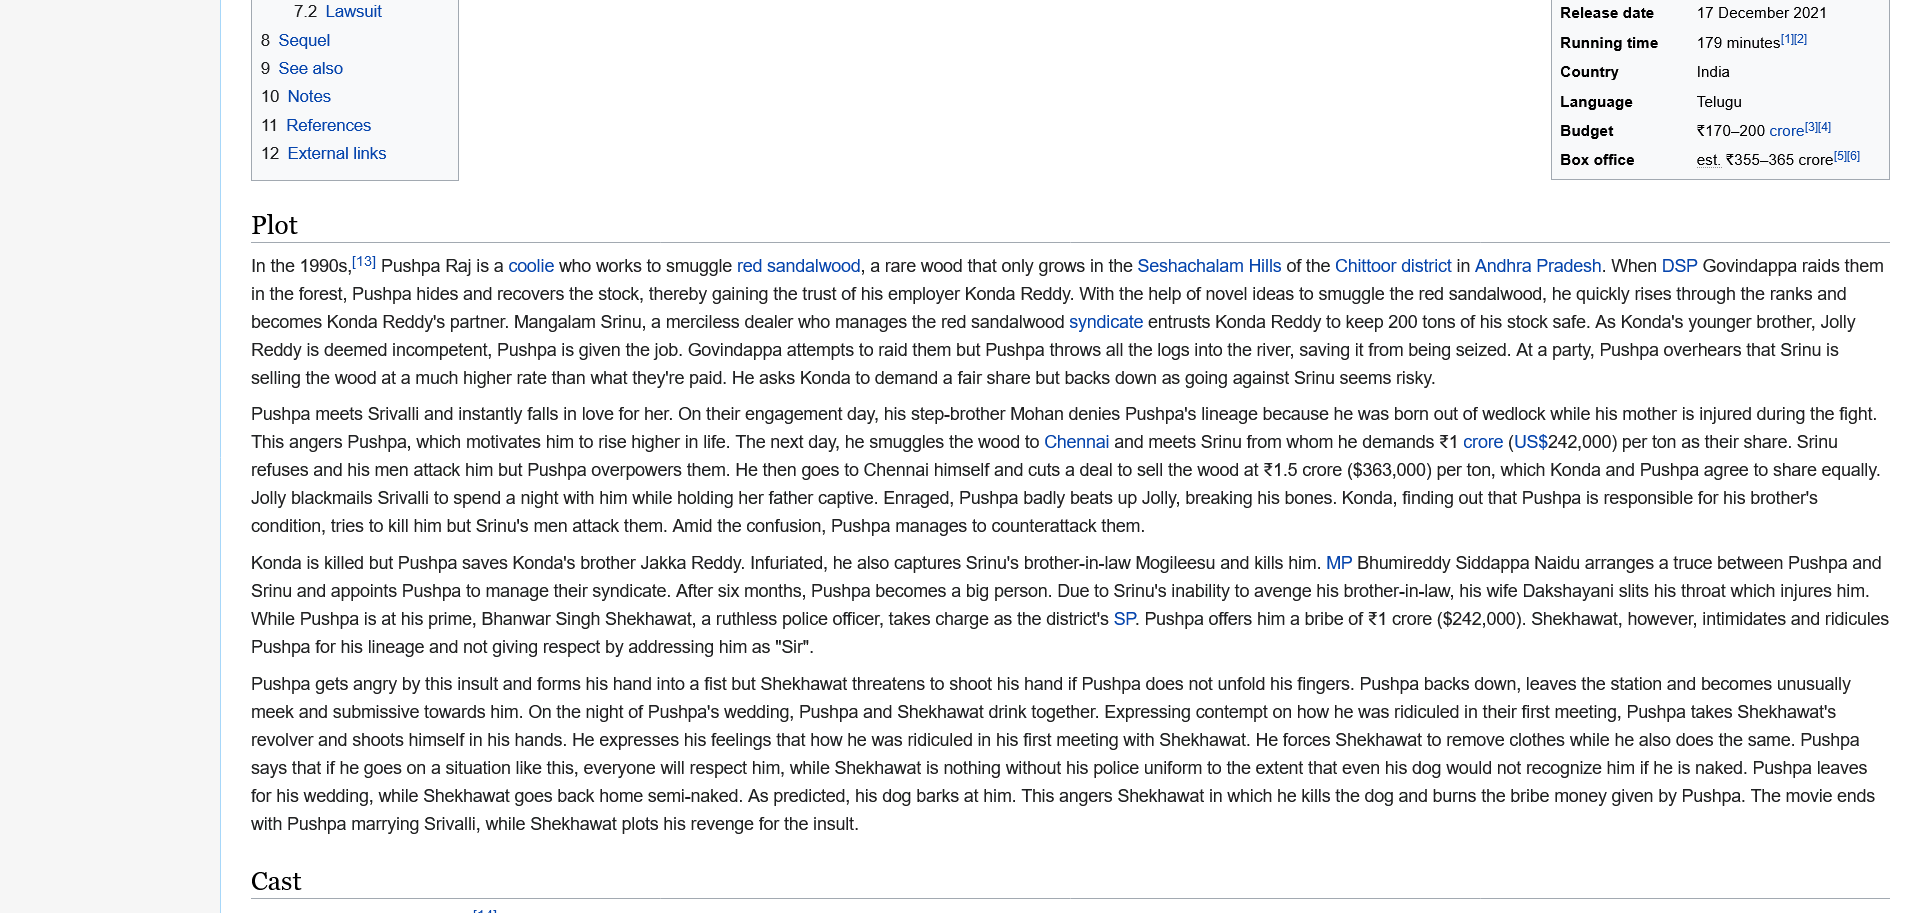 7.2 Lawsuit
8 Sequel
9 See also
10 Notes
11 References
12 External links
Release date 17 December 2021
Running time 179 minutes[1][2]
Country India
Language Telugu
Budget ₹170–200 crore[3][4]
Box office est. ₹355–365 crore[5][6]
Plot
In the 1990s,[13] Pushpa Raj is a coolie who works to smuggle red sandalwood, a rare wood that only grows in the Seshachalam Hills of the Chittoor district in Andhra Pradesh. When DSP Govindappa raids them
in the forest, Pushpa hides and recovers the stock, thereby gaining the trust of his employer Konda Reddy. With the help of novel ideas to smuggle the red sandalwood, he quickly rises through the ranks and
becomes Konda Reddy's partner. Mangalam Srinu, a merciless dealer who manages the red sandalwood syndicate entrusts Konda Reddy to keep 200 tons of his stock safe. As Konda's younger brother, Jolly
Reddy is deemed incompetent, Pushpa is given the job. Govindappa attempts to raid them but Pushpa throws all the logs into the river, saving it from being seized. At a party, Pushpa overhears that Srinu is
selling the wood at a much higher rate than what they're paid. He asks Konda to demand a fair share but backs down as going against Srinu seems risky.
Pushpa meets Srivalli and instantly falls in love for her. On their engagement day, his step-brother Mohan denies Pushpa's lineage because he was born out of wedlock while his mother is injured during the fight.
This angers Pushpa, which motivates him to rise higher in life. The next day, he smuggles the wood to Chennai and meets Srinu from whom he demands ₹1 crore (US$242,000) per ton as their share. Srinu
refuses and his men attack him but Pushpa overpowers them. He then goes to Chennai himself and cuts a deal to sell the wood at ₹1.5 crore ($363,000) per ton, which Konda and Pushpa agree to share equally.
Jolly blackmails Srivalli to spend a night with him while holding her father captive. Enraged, Pushpa badly beats up Jolly, breaking his bones. Konda, finding out that Pushpa is responsible for his brother's
condition, tries to kill him but Srinu's men attack them. Amid the confusion, Pushpa manages to counterattack them.
Konda is killed but Pushpa saves Konda's brother Jakka Reddy. Infuriated, he also captures Srinu's brother-in-law Mogileesu and kills him. MP Bhumireddy Siddappa Naidu arranges a truce between Pushpa and
Srinu and appoints Pushpa to manage their syndicate. After six months, Pushpa becomes a big person. Due to Srinu's inability to avenge his brother-in-law, his wife Dakshayani slits his throat which injures him.
While Pushpa is at his prime, Bhanwar Singh Shekhawat, a ruthless police officer, takes charge as the district's SP. Pushpa offers him a bribe of ₹1 crore ($242,000). Shekhawat, however, intimidates and ridicules
Pushpa for his lineage and not giving respect by addressing him as "Sir".
Pushpa gets angry by this insult and forms his hand into a fist but Shekhawat threatens to shoot his hand if Pushpa does not unfold his fingers. Pushpa backs down, leaves the station and becomes unusually
meek and submissive towards him. On the night of Pushpa's wedding, Pushpa and Shekhawat drink together. Expressing contempt on how he was ridiculed in their first meeting, Pushpa takes Shekhawat's
revolver and shoots himself in his hands. He expresses his feelings that how he was ridiculed in his first meeting with Shekhawat. He forces Shekhawat to remove clothes while he also does the same. Pushpa
says that if he goes on a situation like this, everyone will respect him, while Shekhawat is nothing without his police uniform to the extent that even his dog would not recognize him if he is naked. Pushpa leaves
for his wedding, while Shekhawat goes back home semi-naked. As predicted, his dog barks at him. This angers Shekhawat in which he kills the dog and burns the bribe money given by Pushpa. The movie ends
with Pushpa marrying Srivalli, while Shekhawat plots his revenge for the insult.
Cast